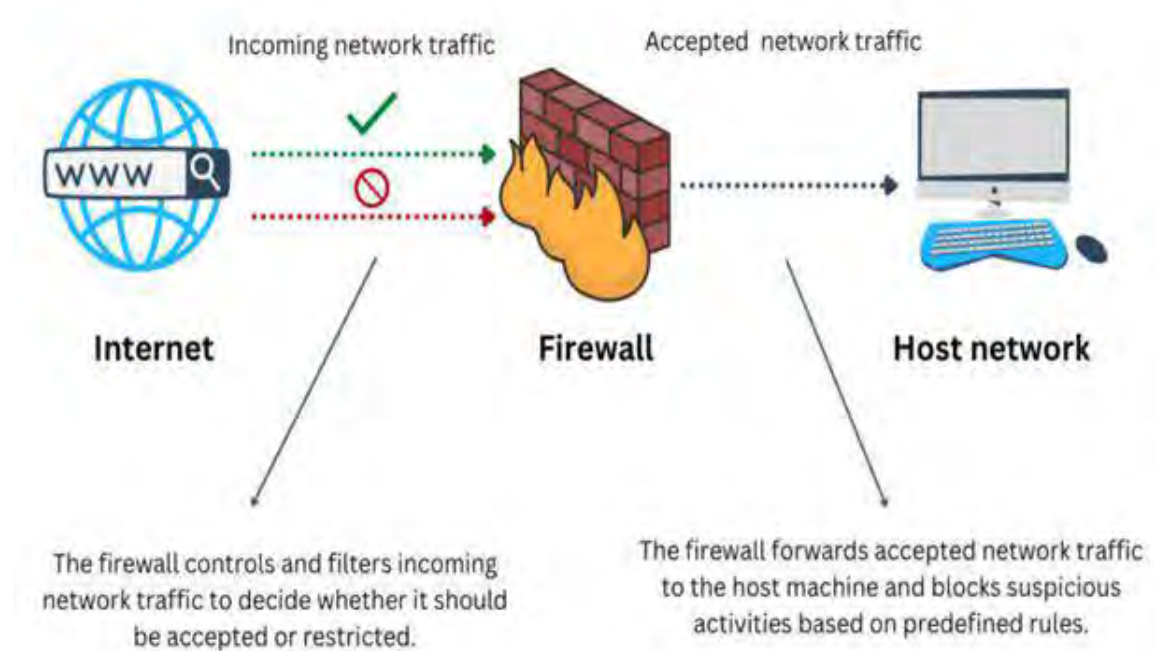 Incoming network traffic
Accepted network traffic
WWW
Internet
Firewall
Host network
The firewall controls and filters incoming
network traffic to decide whether it should
be accepted or restricted.
The firewall forwards accepted network traffic
to the host machine and blocks suspicious
activities based on predefined rules.